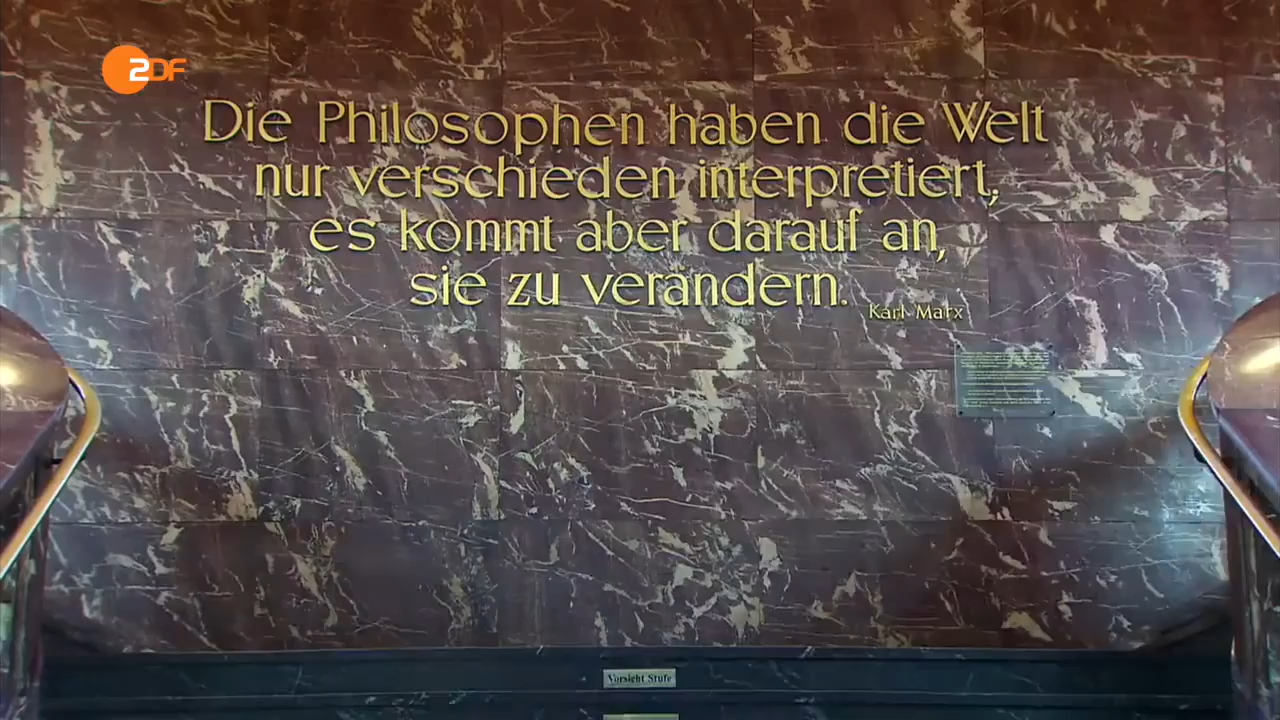 ZDF
Die Philosophen haben die Welt
nur verschieden interpretiert,
es kommt aber darauf an,
sie zu verändern.
Karl Marx
Vorsicht Stufe